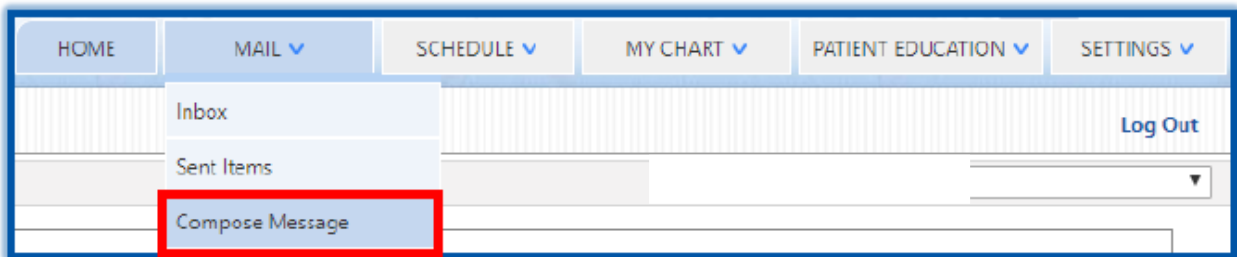 HOME MAIL SCHEDULE MY CHART PATIENT EDUCATION SETTINGS
Inbox
Log Out
Sent Items
Compose Message